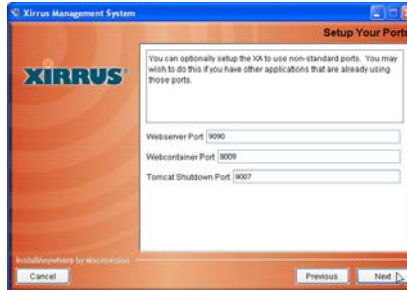 Xirrus Management System
Setup Your Ports
XIRRUS
You can optionally setup the XA to use non-standard ports. You may
wish to do this if you have other applications that are already using
those ports.
Webserver Port 9090
Webcontainer Port 8009
Tomcat Shutdown Port 8007
InstallAnywhere by Macrovision
Cancel
Previous
Next